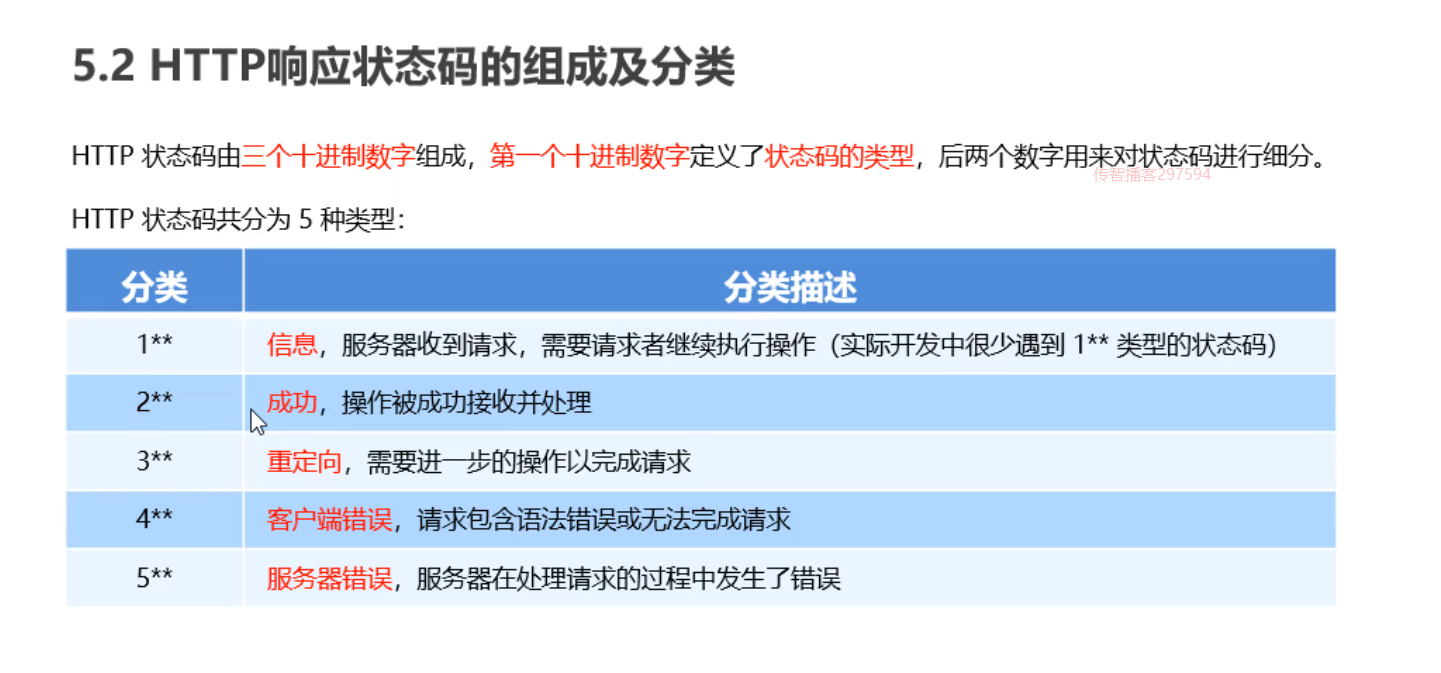 5.2 HTTP响应状态码的组成及分类
HTTP 状态码由三个十进制数字组成，第一个十进制数字定义了状态码的类型，后两个数字用来对状态码进行细分。
传智播客297594
HTTP 状态码共分为 5 种类型：
分类 分类描述
1** 信息，服务器收到请求，需要请求者继续执行操作（实际开发中很少遇到 1** 类型的状态码）
2** 成功，操作被成功接收并处理
3** 重定向，需要进一步的操作以完成请求
4** 客户端错误，请求包含语法错误或无法完成请求
5** 服务器错误，服务器在处理请求的过程中发生了错误